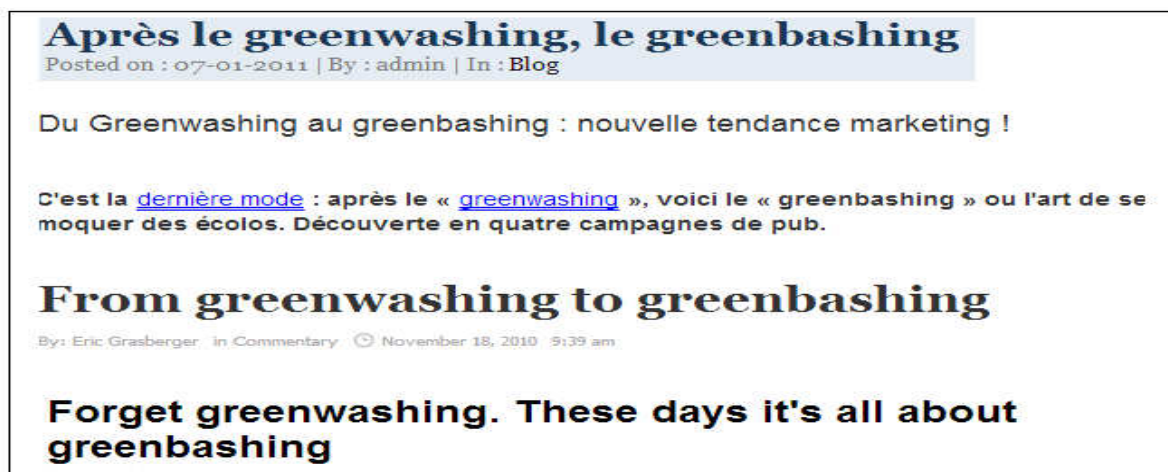 Après le greenwashing, le greenbashing
Posted on : 07-01-2011 | By : admin | In : Blog
Du Greenwashing au greenbashing : nouvelle tendance marketing !
C'est la dernière mode : après le « greenwashing », voici le « greenbashing » ou l'art de se
moquer des écolos. Découverte en quatre campagnes de pub.
From greenwashing to greenbashing
By: Eric Grasberger in Commentary November 18, 2010 9:39 am
Forget greenwashing. These days it's all about
greenbashing